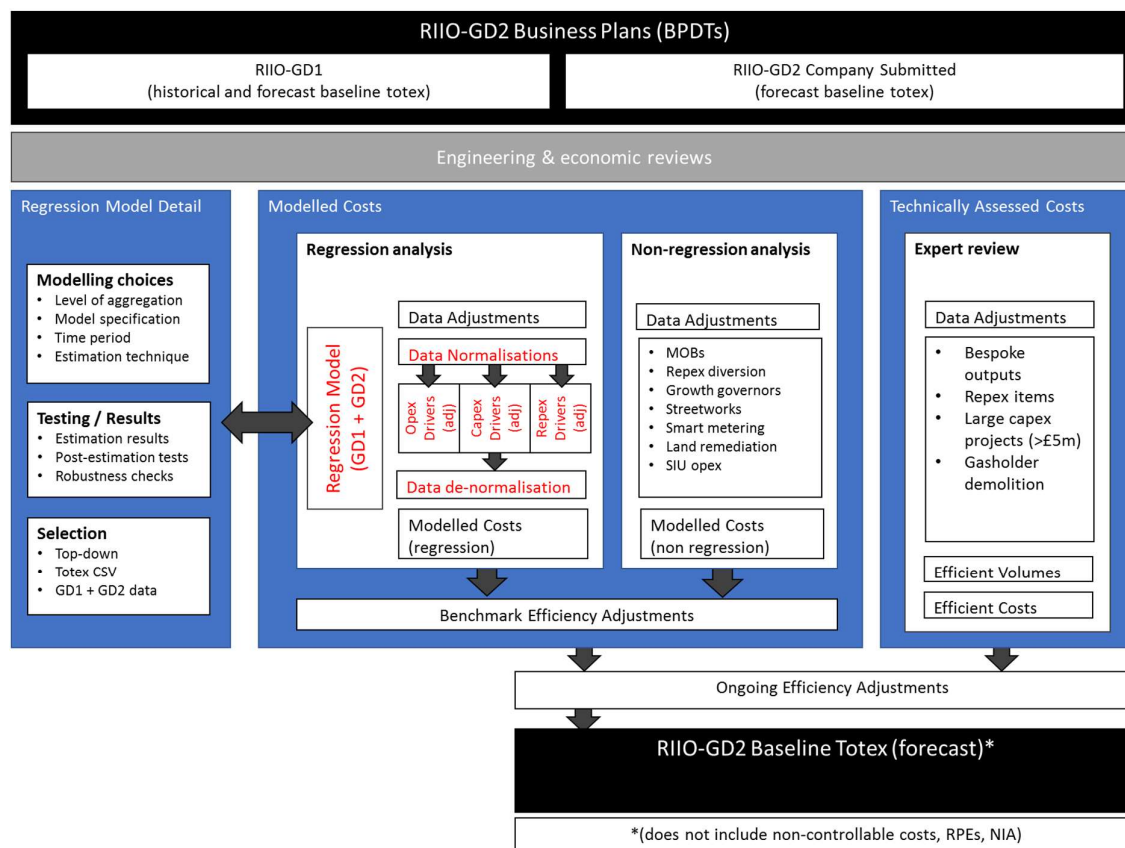 RIIO-GD2 Business Plans (BPDTs)
RIIO-GD1
(historical and forecast baseline totex)
RIIO-GD2 Company Submitted
(forecast baseline totex)
Engineering & economic reviews
Regression Model Detail
Modelling choices
• Level of aggregation
• Model specification
• Time period
• Estimation technique
Testing / Results
• Estimation results
• Post-estimation tests
• Robustness checks
Selection
• Top-down
• Totex CSV
• GD1 + GD2 data
Modelled Costs
Regression analysis
Regression Model
(GD1 + GD2)
Data Adjustments
Data Normalisations
Opex
Drivers
(adj)
Capex
Drivers
(adj)
Repex
Drivers
(adj)
Data de-normalisation
Modelled Costs
(regression)
Non-regression analysis
Data Adjustments
• MOBs
• Repex diversion
• Growth governors
• Streetworks
• Smart metering
• Land remediation
• SIU opex
Modelled Costs
(non regression)
Benchmark Efficiency Adjustments
Technically Assessed Costs
Expert review
Data Adjustments
• Bespoke
outputs
• Repex items
• Large capex
projects (>£5m)
• Gasholder
demolition
Efficient Volumes
Efficient Costs
Ongoing Efficiency Adjustments
RIIO-GD2 Baseline Totex (forecast)*
*(does not include non-controllable costs, RPEs, NIA)